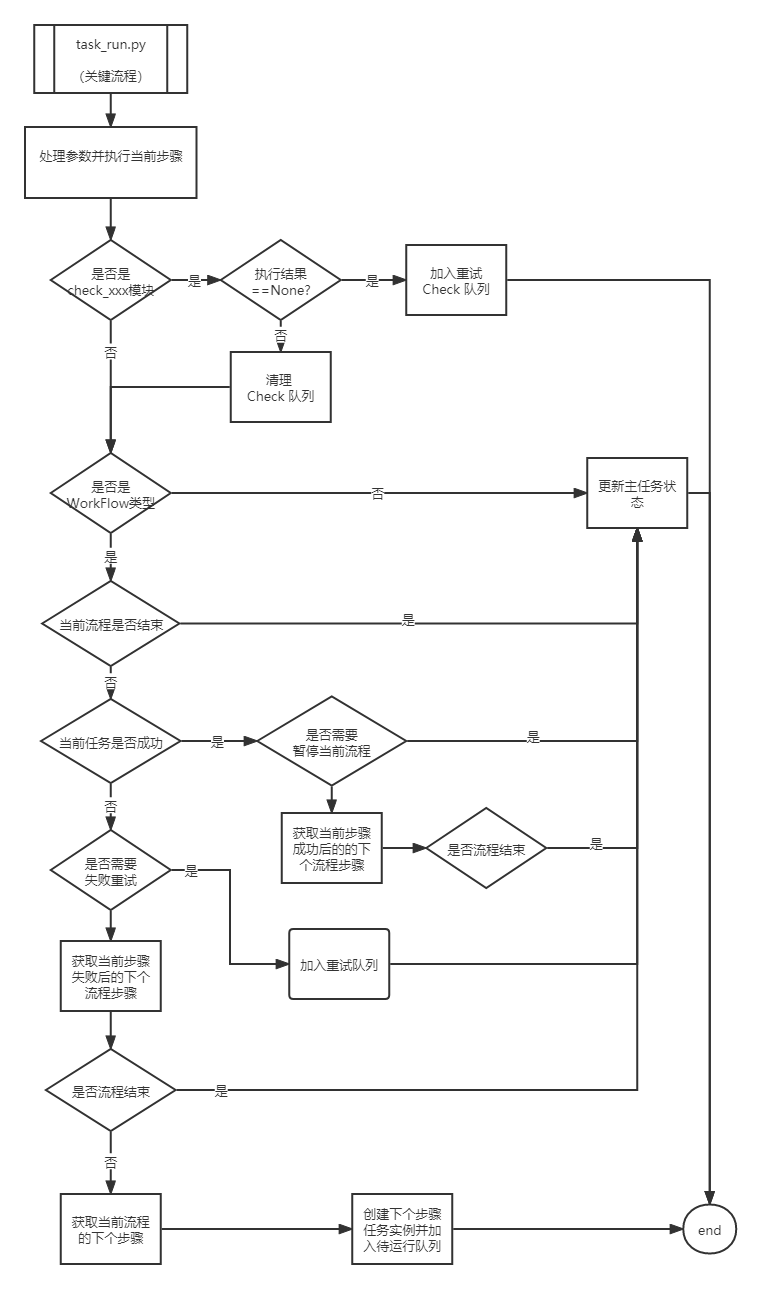 task_run.py
（关键流程）
处理参数并执行当前步骤
是否是
check_xxx模块
是
执行结果
==None?
是
加入重试
Check 队列
否
否
清理
Check 队列
是否是
WorkFlow类型
否
更新主任务状
态
是
当前流程是否结束
是
否
当前任务是否成功
是
是否需要
暂停当前流程
是
否
获取当前步骤
成功后的的下
个流程步骤
是否流程结束
是
是否需要
失败重试
是
加入重试队列
获取当前步骤
失败后的下个
流程步骤
是否流程结束
是
否
获取当前流程
的下个步骤
创建下个步骤
任务实例并加
入待运行队列
end